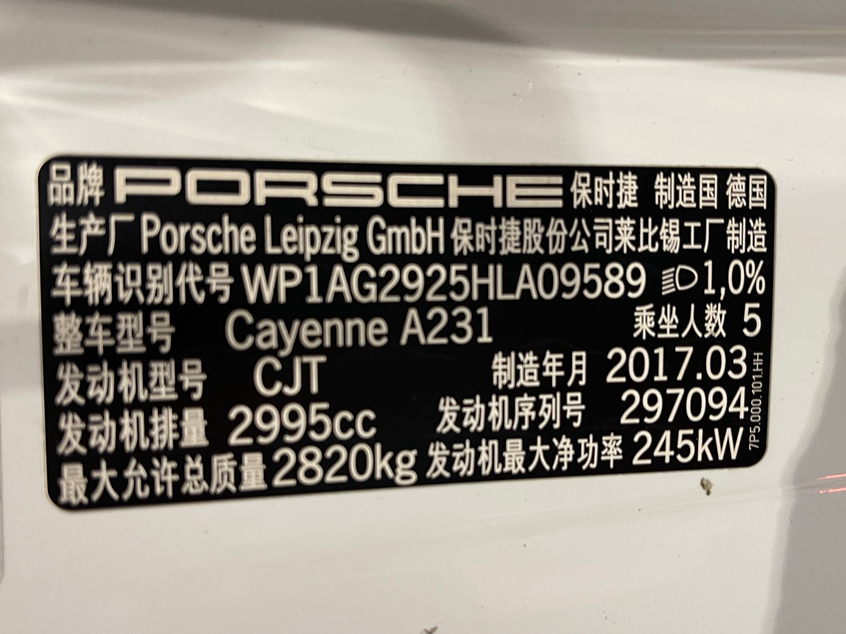 品牌 PORSCHE 保时捷 制造国 德国
生产厂 Porsche Leipzig GmbH 保时捷股份公司莱比锡工厂制造
车辆识别代号 WP1AG2925HLA09589 1,0%
整车型号 Cayenne A231 乘坐人数 5
发动机型号 CJT 制造年月 2017.03
发动机排量 2995cc 发动机序列号 297094
最大允许总质量 2820kg 发动机最大净功率 245kW
7P5.000.101.HH